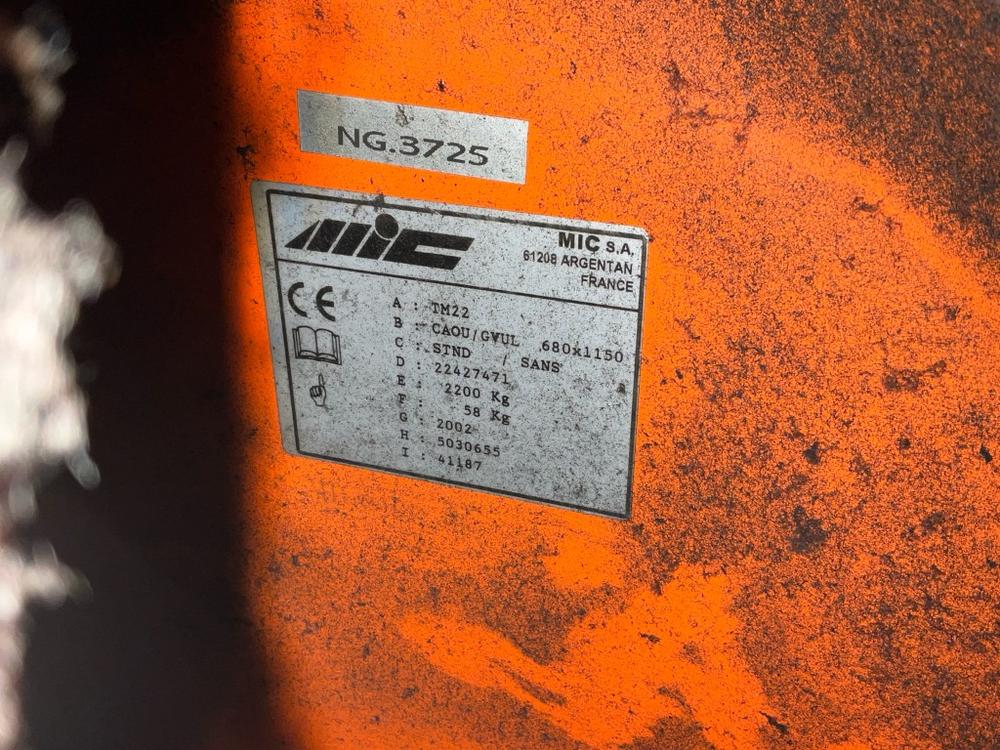 NG.3725
MIC
MIC S.A.
61208 ARGENTAN
FRANCE
CE
A : TM22
B : CAOU/GVUL 680x1150
C : STND / SANS
D : 22427471
E : 2200 Kg
F : 58 Kg
G : 2002
H : 5030655
I : 41187